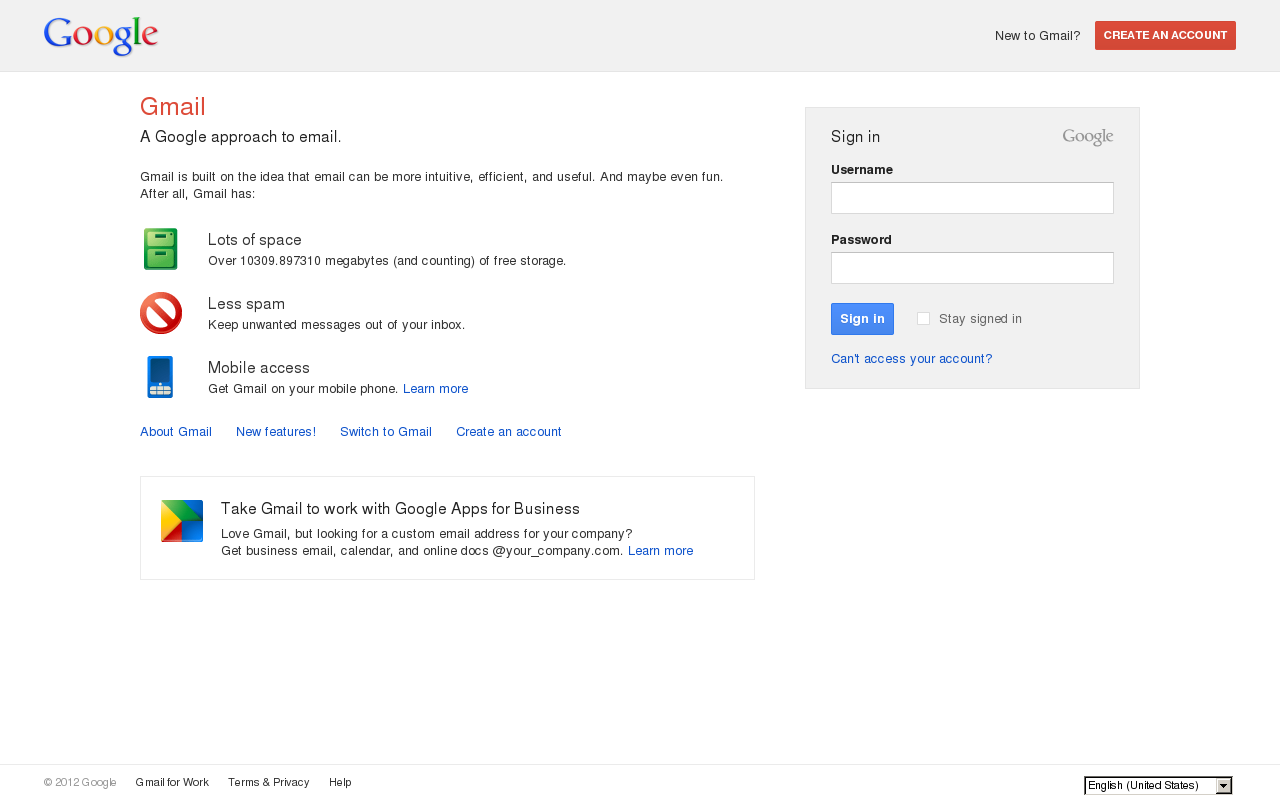 Google
New to Gmail? CREATE AN ACCOUNT
Gmail
A Google approach to email.
Gmail is built on the idea that email can be more intuitive, efficient, and useful. And maybe even fun.
After all, Gmail has:
Lots of space
Over 10309.897310 megabytes (and counting) of free storage.
Less spam
Keep unwanted messages out of your inbox.
Mobile access
Get Gmail on your mobile phone. Learn more
About Gmail New features! Switch to Gmail Create an account
Take Gmail to work with Google Apps for Business
Love Gmail, but looking for a custom email address for your company?
Get business email, calendar, and online docs @your_company.com. Learn more
Sign in Google
Username
Password
Sign in Stay signed in
Can't access your account?
© 2012 Google Gmail for Work Terms & Privacy Help English (United States)